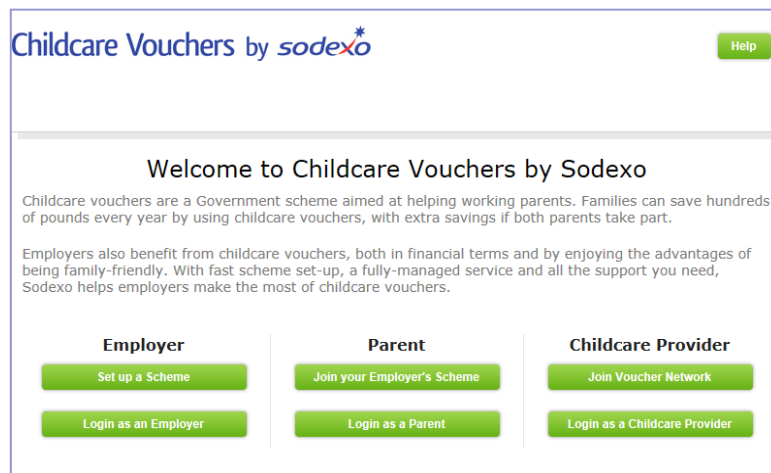 Childcare Vouchers by sodexo
Help
Welcome to Childcare Vouchers by Sodexo
Childcare vouchers are a Government scheme aimed at helping working parents. Families can save hundreds
of pounds every year by using childcare vouchers, with extra savings if both parents take part.
Employers also benefit from childcare vouchers, both in financial terms and by enjoying the advantages of
being family-friendly. With fast scheme set-up, a fully-managed service and all the support you need,
Sodexo helps employers make the most of childcare vouchers.
Employer
Set up a Scheme
Login as an Employer
Parent
Join your Employer's Scheme
Login as a Parent
Childcare Provider
Join Voucher Network
Login as a Childcare Provider